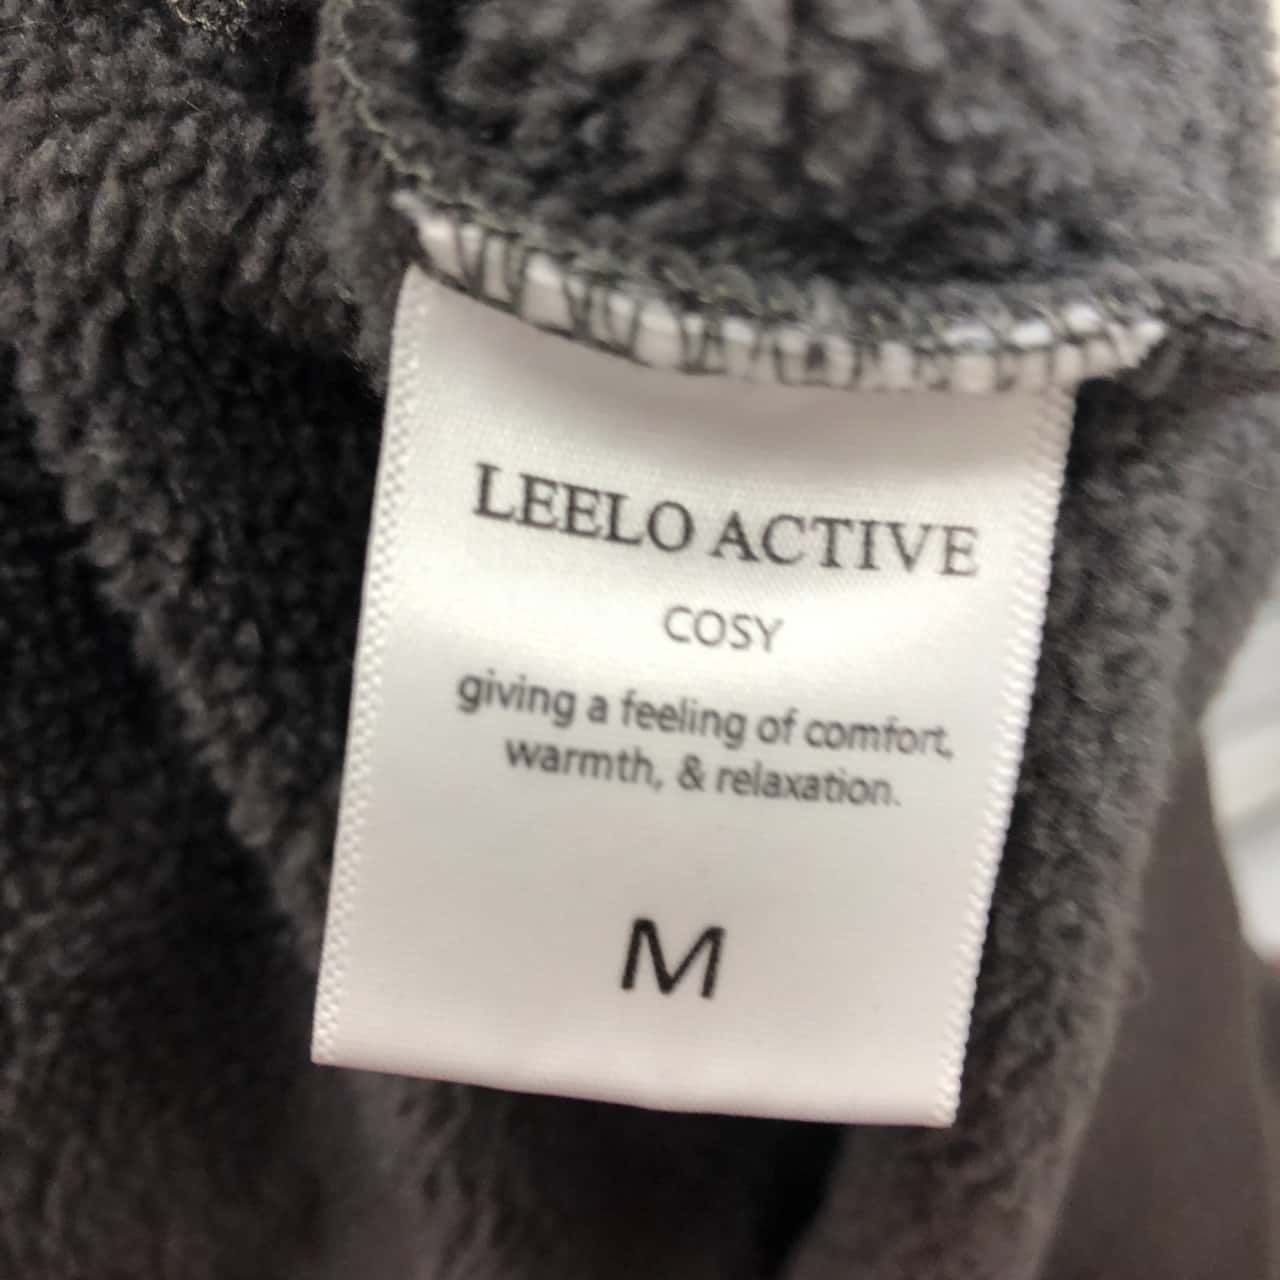 LEELO ACTIVE
COSY
giving a feeling of comfort,
warmth, & relaxation.
M